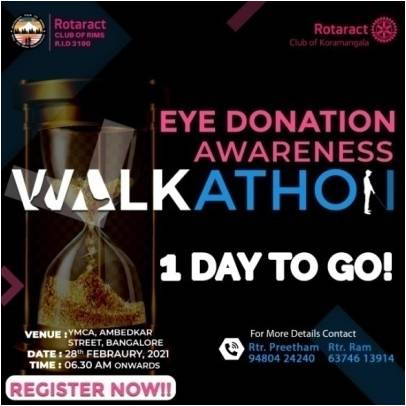 Rotaract
CLUB OF RIMS
R.I.D 3190
Rotaract
Club of Koramangala
EYE DONATION
AWARENESS
WALKATHON
1 DAY TO GO!
VENUE : YMCA, AMBEDKAR
STREET, BANGALORE
DATE : 28th FEBRAURY, 2021
TIME : 06.30 AM ONWARDS
For More Details Contact
Rtr. Preetham Rtr. Ram
94804 24240 63746 13914
REGISTER NOW!!